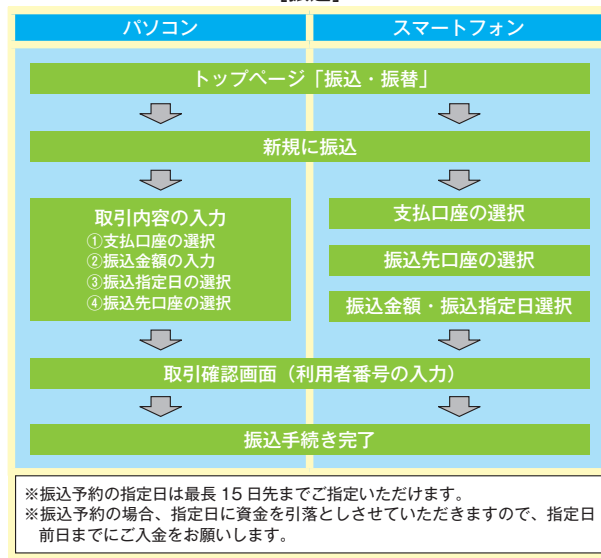 パソコン
スマートフォン
トップページ「振込・振替」
新規に振込
取引内容の入力
①支払口座の選択
②振込金額の入力
③振込指定日の選択
④振込先口座の選択
支払口座の選択
振込先口座の選択
振込金額・振込指定日選択
取引確認画面（利用者番号の入力）
振込手続き完了
※振込予約の指定日は最長 15 日先までご指定いただけます。
※振込予約の場合、指定日に資金を引落としさせていただきますので、指定日
前日までにご入金をお願いします。